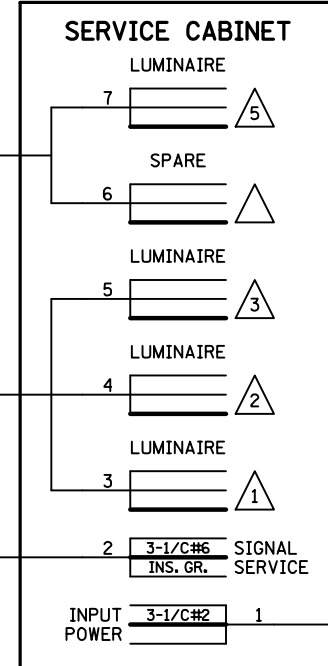 SERVICE CABINET
LUMINAIRE
7
5
SPARE
6
LUMINAIRE
5
3
LUMINAIRE
4
2
LUMINAIRE
3
1
2 3-1/C#6 SIGNAL
INS. GR. SERVICE
INPUT 3-1/C#2 1
POWER